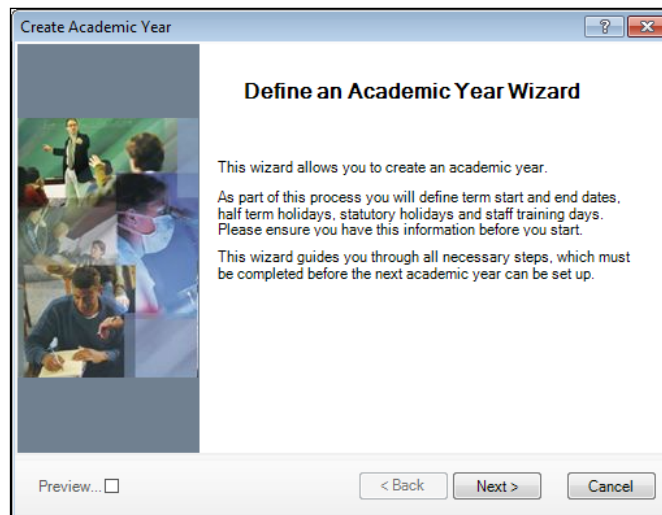 Create Academic Year
Define an Academic Year Wizard
This wizard allows you to create an academic year.
As part of this process you will define term start and end dates,
half term holidays, statutory holidays and staff training days.
Please ensure you have this information before you start.
This wizard guides you through all necessary steps, which must
be completed before the next academic year can be set up.
Preview...
< Back
Next >
Cancel